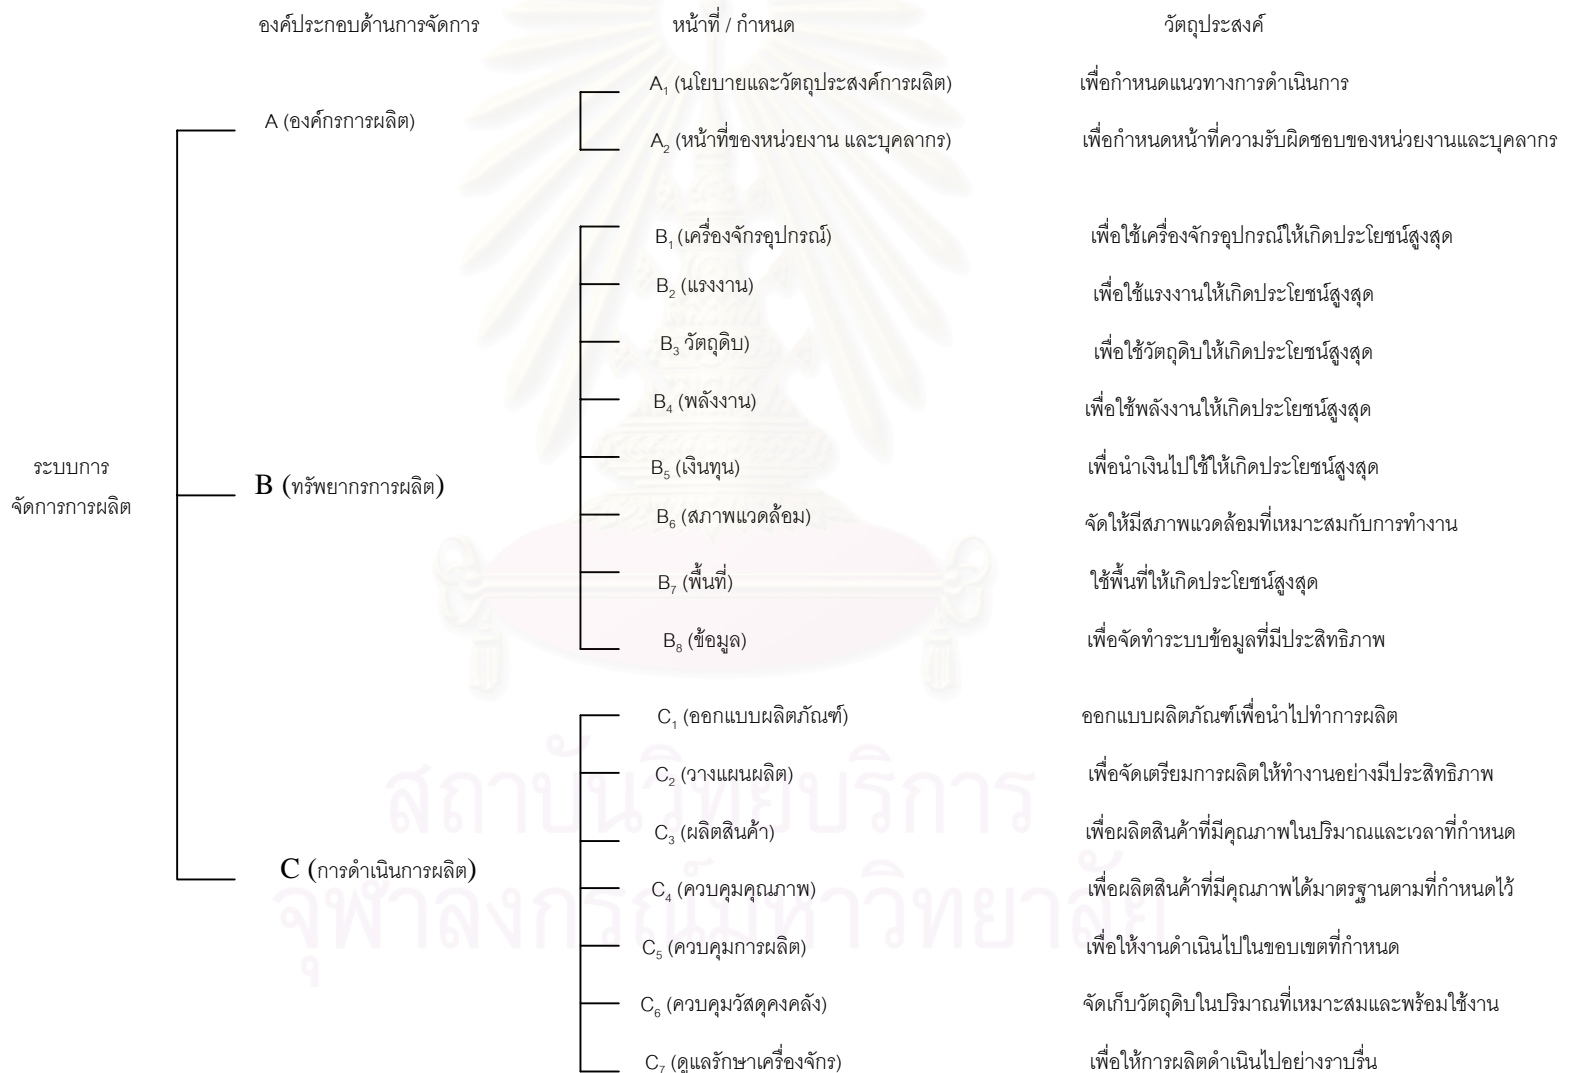 องค์ประกอบด้านการจัดการ หน้าที่ / กำหนด วัตถุประสงค์
A₁ (นโยบายและวัตถุประสงค์การผลิต) เพื่อกำหนดแนวทางการดำเนินการ
A (องค์กรการผลิต)
A₂ (หน้าที่ของหน่วยงาน และบุคลากร) เพื่อกำหนดหน้าที่ความรับผิดชอบของหน่วยงานและบุคลากร
B₁ (เครื่องจักรอุปกรณ์) เพื่อใช้เครื่องจักรอุปกรณ์ให้เกิดประโยชน์สูงสุด
B₂ (แรงงาน) เพื่อใช้แรงงานให้เกิดประโยชน์สูงสุด
B₃ วัตถุดิบ) เพื่อใช้วัตถุดิบให้เกิดประโยชน์สูงสุด
B₄ (พลังงาน) เพื่อใช้พลังงานให้เกิดประโยชน์สูงสุด
ระบบการ
จัดการการผลิต
B (ทรัพยากรการผลิต)
B₅ (เงินทุน) เพื่อนำเงินไปใช้ให้เกิดประโยชน์สูงสุด
B₆ (สภาพแวดล้อม) จัดให้มีสภาพแวดล้อมที่เหมาะสมกับการทำงาน
B₇ (พื้นที่) ใช้พื้นที่ให้เกิดประโยชน์สูงสุด
B₈ (ข้อมูล) เพื่อจัดทำระบบข้อมูลที่มีประสิทธิภาพ
C₁ (ออกแบบผลิตภัณฑ์) ออกแบบผลิตภัณฑ์เพื่อนำไปทำการผลิต
C₂ (วางแผนผลิต) เพื่อจัดเตรียมการผลิตให้ทำงานอย่างมีประสิทธิภาพ
สถาบันวิทยบริการ
C₃ (ผลิตสินค้า) เพื่อผลิตสินค้าที่มีคุณภาพในปริมาณและเวลาที่กำหนด
C (การดำเนินการผลิต)
C₄ (ควบคุมคุณภาพ) เพื่อผลิตสินค้าที่มีคุณภาพได้มาตรฐานตามที่กำหนดไว้
จุฬาลงกรณ์มหาวิทยาลัย
C₅ (ควบคุมการผลิต) เพื่อให้งานดำเนินไปในขอบเขตที่กำหนด
C₆ (ควบคุมวัสดุคงคลัง) จัดเก็บวัตถุดิบในปริมาณที่เหมาะสมและพร้อมใช้งาน
C₇ (ดูแลรักษาเครื่องจักร) เพื่อให้การผลิตดำเนินไปอย่างราบรื่น